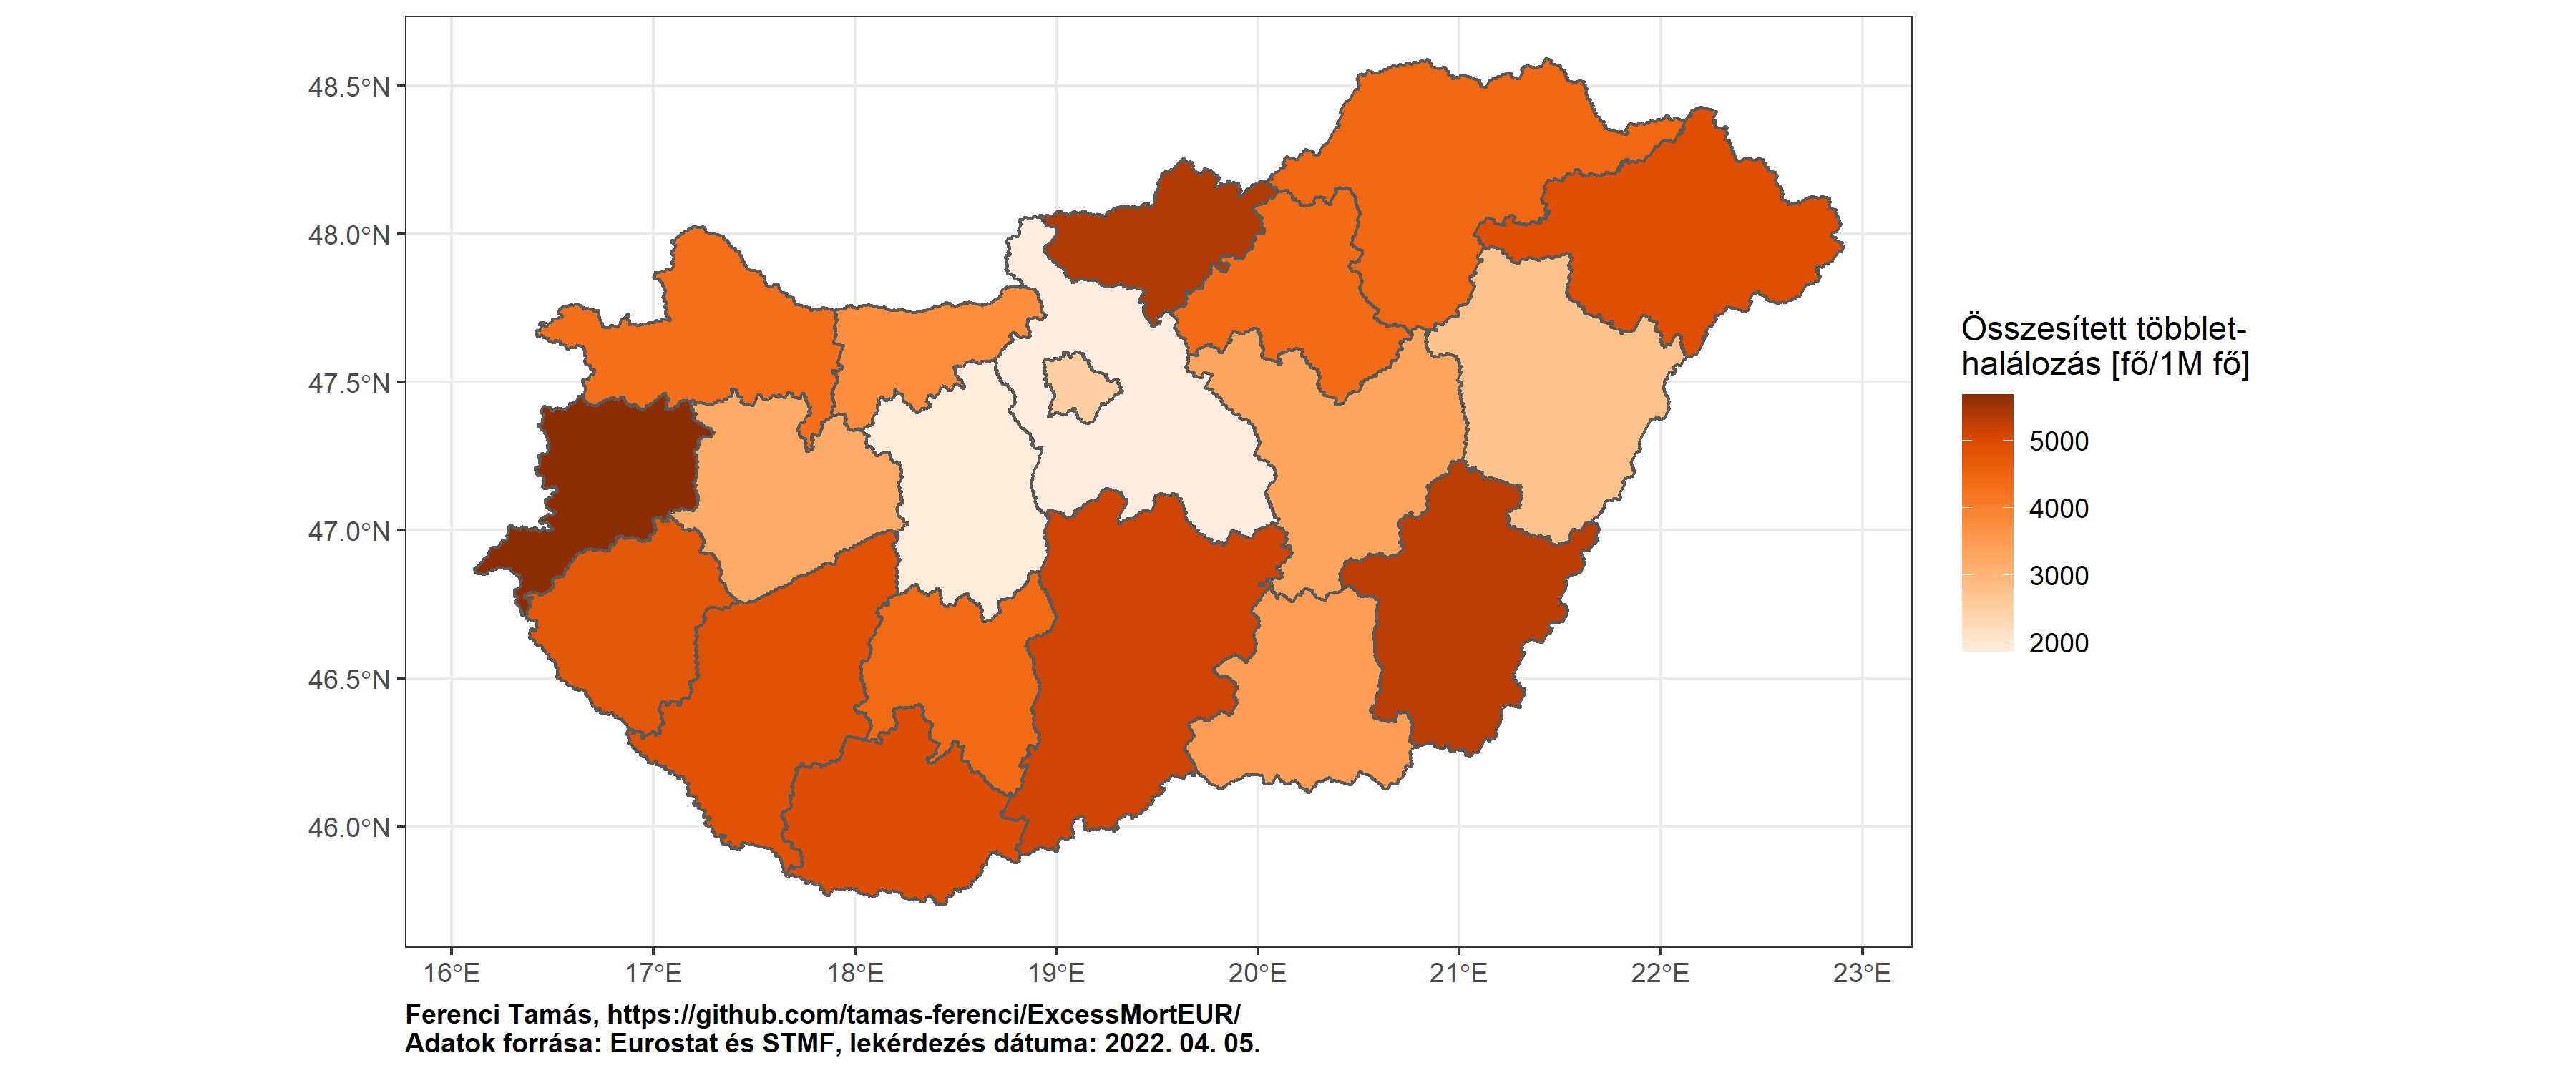 48.5°N
48.0°N
47.5°N
47.0°N
46.5°N
46.0°N
16°E 17°E 18°E 19°E 20°E 21°E 22°E 23°E
Összesített többlet-
halálozás [fő/1M fő]
5000
4000
3000
2000
Ferenci Tamás, https://github.com/tamas-ferenci/ExcessMortEUR/
Adatok forrása: Eurostat és STMF, lekérdezés dátuma: 2022. 04. 05.